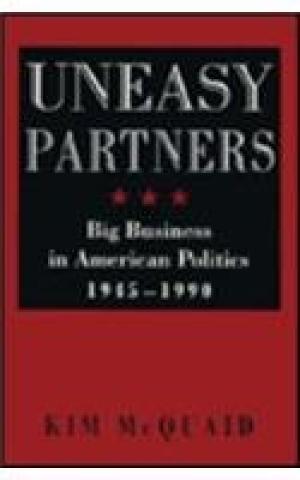 UNEASY
PARTNERS
Big Business
in American Politics
1945–1990
KIM McQUAID